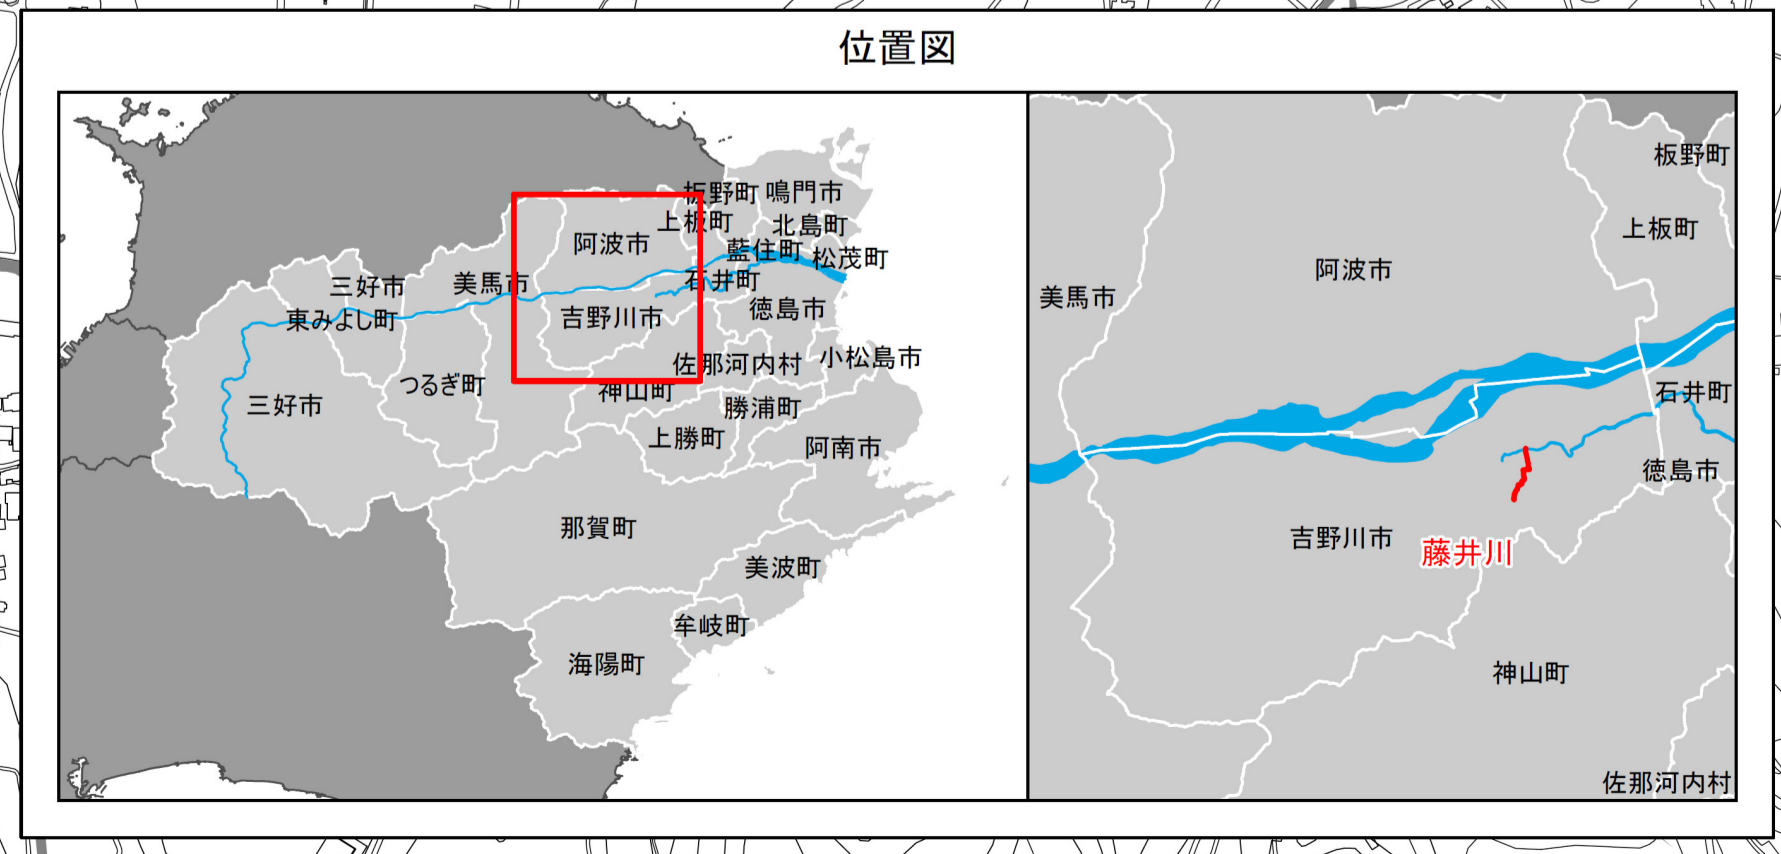 位置図
板野町
鳴門市
上板町
北島町
阿波市
藍住町
松茂町
三好市
美馬市
石井町
東みよし町
吉野川市
徳島市
佐那河内村
小松島市
つるぎ町
神山町
三好市
勝浦町
上勝町
阿南市
那賀町
美波町
牟岐町
海陽町
板野町
上板町
阿波市
美馬市
石井町
徳島市
吉野川市
藤井川
神山町
佐那河内村